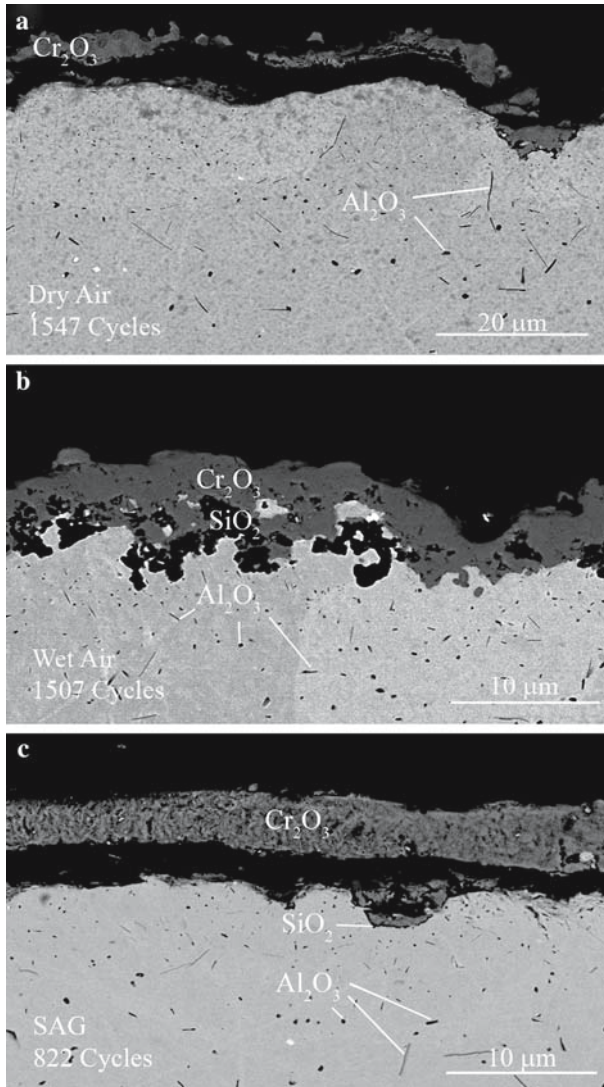 a
Cr₂O₃
Al₂O₃
Dry Air
1547 Cycles
20 µm
b
Cr₂O₃
SiO₂
Al₂O₃
Wet Air
1507 Cycles
10 µm
c
Cr₂O₃
SiO₂
Al₂O₃
SAG
822 Cycles
10 µm